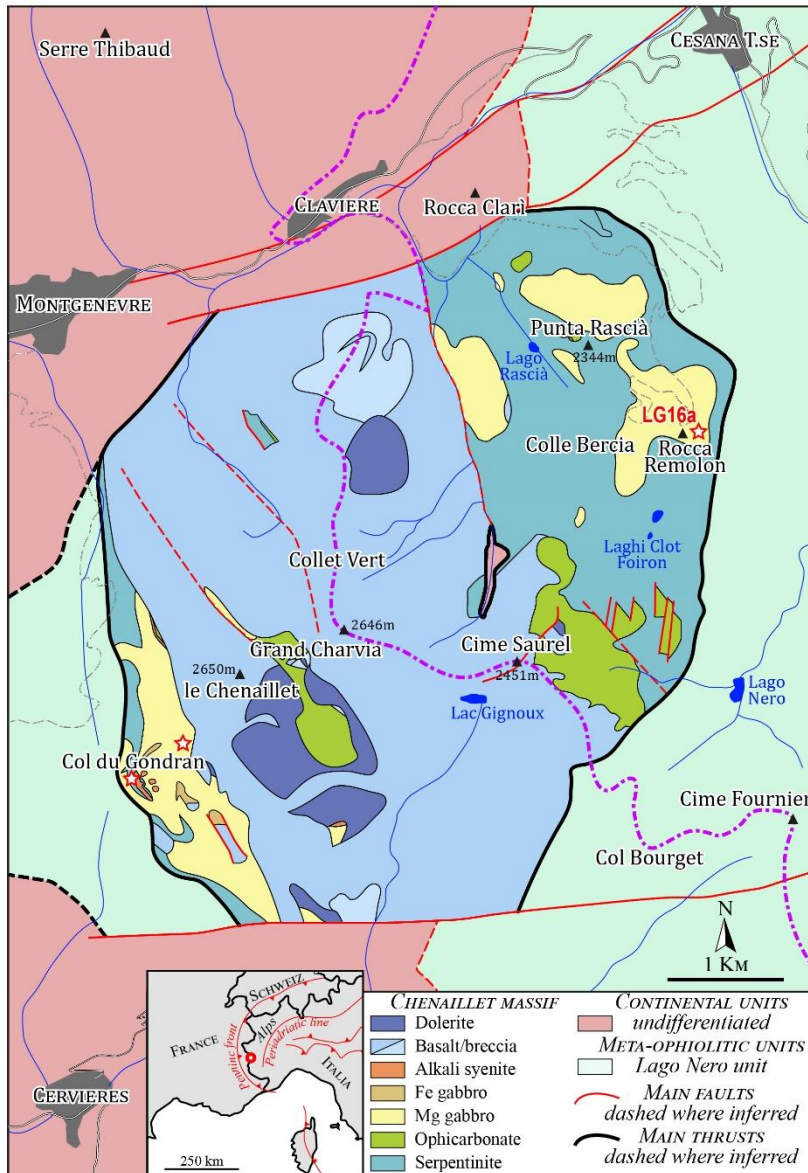 Serre Thibaud
CESANA T.SE
CLAVIERE
Rocca Clarì
MONTGENEVRE
Punta Rascià
2344m
Lago
Rascià
LG16a
Colle Bercia
Rocca
Remolon
Laghi Clot
Foiron
Collet Vert
2646m
Grand Charvia
Cime Saurel
2650m
2451m
le Chenaillet
Lac Gignoux
Lago
Nero
Col du Gondran
Cime Fournier
Col Bourget
N
1 KM
CERVIERES
SCHWEIZ
FRANCE
Alps
Penninc front
Periadriatic line
ITALIA
250 km
CHENAILLET MASSIF
Dolerite
Basalt/breccia
Alkali syenite
Fe gabbro
Mg gabbro
Ophicarbonate
Serpentinite
CONTINENTAL UNITS
undifferentiated
META-OPHIOLITIC UNITS
Lago Nero unit
MAIN FAULTS
dashed where inferred
MAIN THRUSTS
dashed where inferred